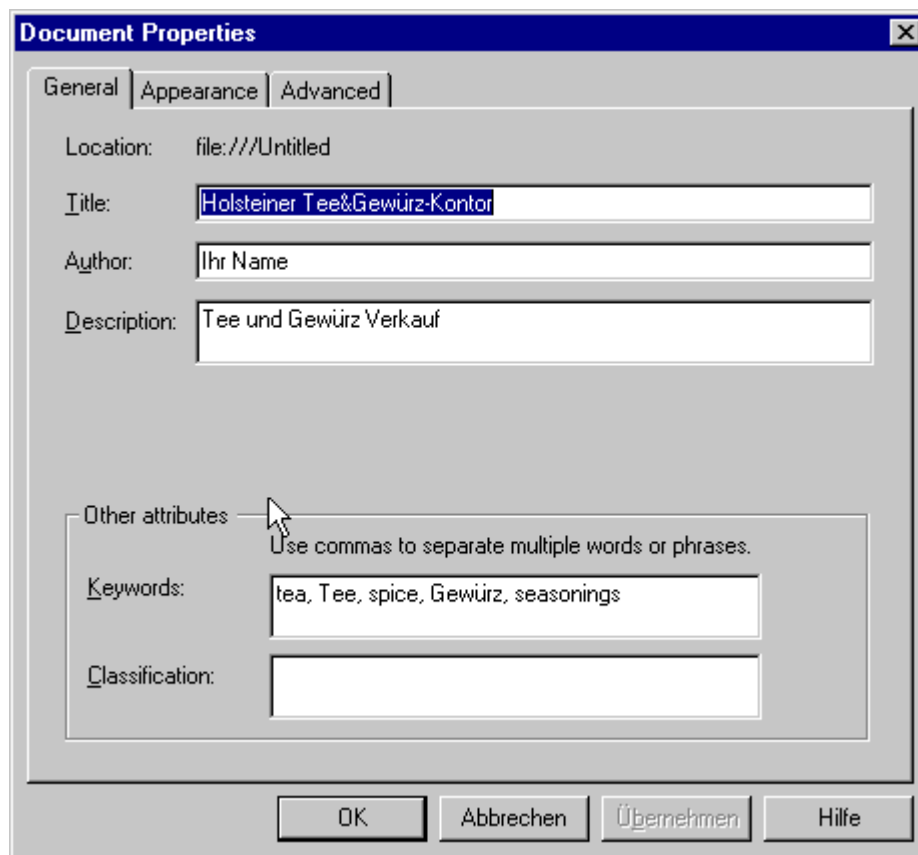 Document Properties
General Appearance Advanced
Location: file:///Untitled
Title: Holsteiner Tee&Gewürz-Kontor
Author: Ihr Name
Description: Tee und Gewürz Verkauf
Other attributes
Use commas to separate multiple words or phrases.
Keywords: tea, Tee, spice, Gewürz, seasonings
Classification:
OK Abbrechen Übernehmen Hilfe